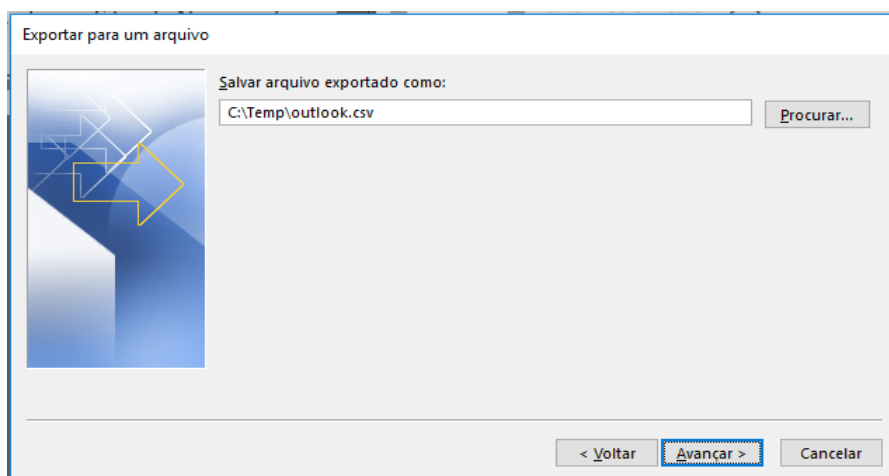 Exportar para um arquivo
Salvar arquivo exportado como:
C:\Temp\outlook.csv
Procurar...
< Voltar
Avançar >
Cancelar